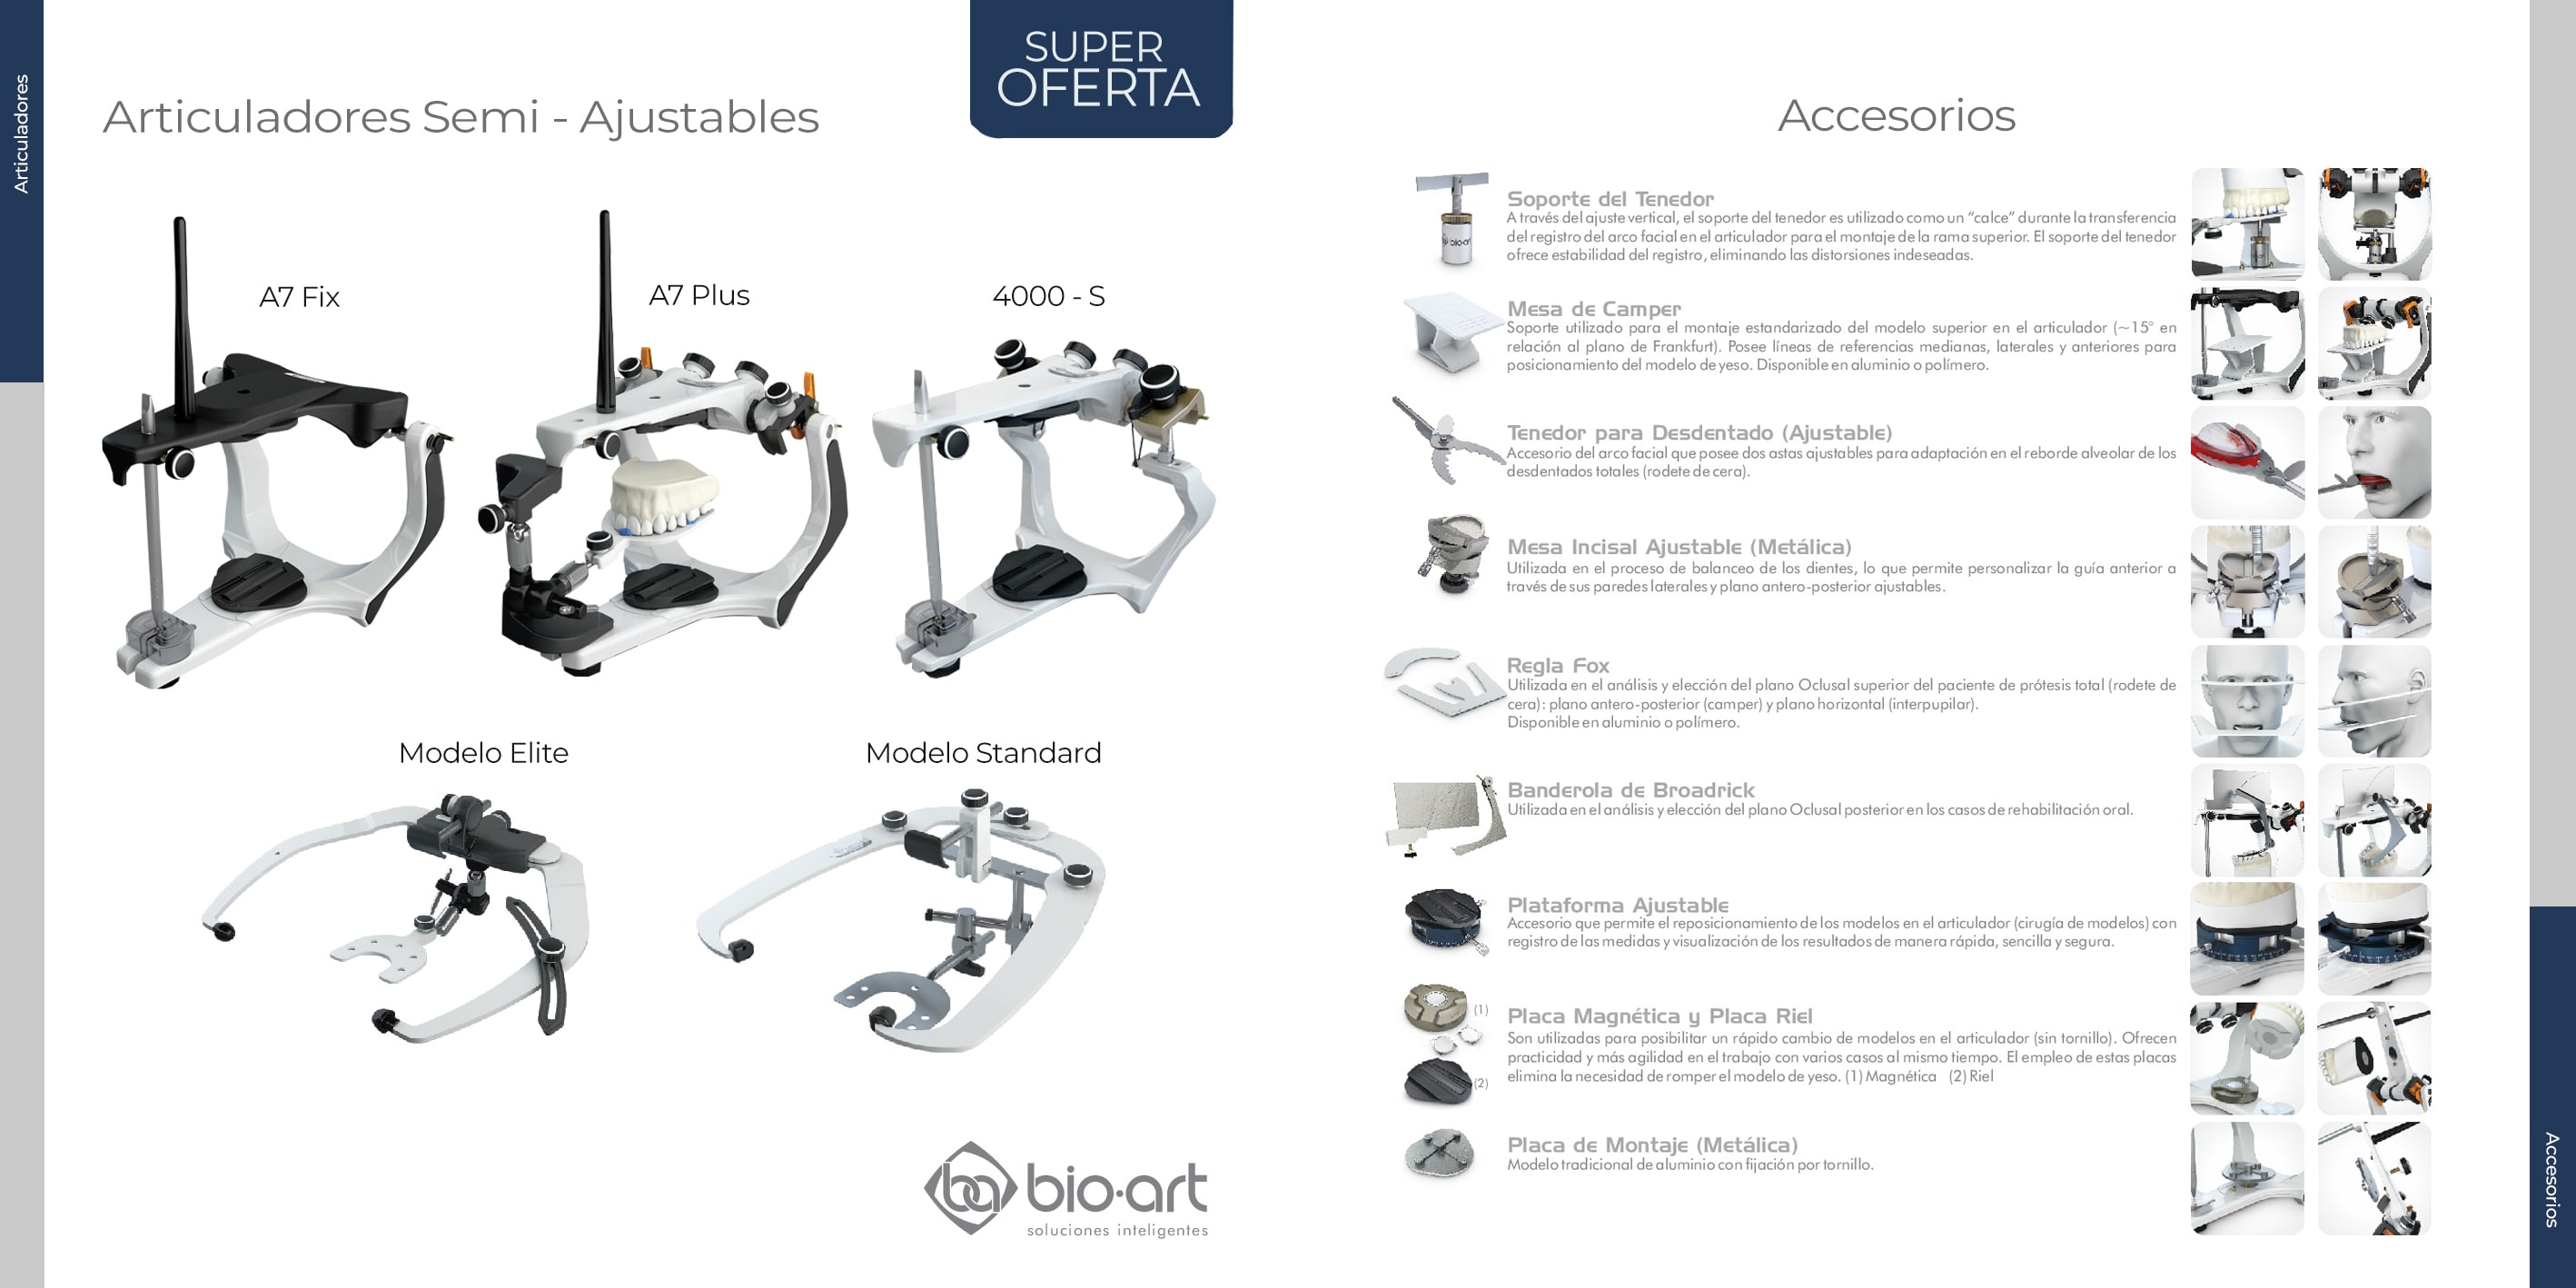 Articuladores
SUPER
OFERTA
Articuladores Semi - Ajustables
A7 Fix
A7 Plus
4000 - S
Modelo Elite
Modelo Standard
bio·art
soluciones inteligentes
Accesorios
bio·art
Soporte del Tenedor
A través del ajuste vertical, el soporte del tenedor es utilizado como un “calce” durante la transferencia
del registro del arco facial en el articulador para el montaje de la rama superior. El soporte del tenedor
ofrece estabilidad del registro, eliminando las distorsiones indeseadas.
Mesa de Camper
Soporte utilizado para el montaje estandarizado del modelo superior en el articulador (~15° en
relación al plano de Frankfurt). Posee líneas de referencias medianas, laterales y anteriores para
posicionamiento del modelo de yeso. Disponible en aluminio o polímero.
Tenedor para Desdentado (Ajustable)
Accesorio del arco facial que posee dos astas ajustables para adaptación en el reborde alveolar de los
desdentados totales (rodete de cera).
Mesa Incisal Ajustable (Metálica)
Utilizada en el proceso de balanceo de los dientes, lo que permite personalizar la guía anterior a
través de sus paredes laterales y plano antero-posterior ajustables.
Regla Fox
Utilizada en el análisis y elección del plano Oclusal superior del paciente de prótesis total (rodete de
cera): plano antero-posterior (camper) y plano horizontal (interpupilar).
Disponible en aluminio o polímero.
Banderola de Broadrick
Utilizada en el análisis y elección del plano Oclusal posterior en los casos de rehabilitación oral.
Plataforma Ajustable
Accesorio que permite el reposicionamiento de los modelos en el articulador (cirugía de modelos) con
registro de las medidas y visualización de los resultados de manera rápida, sencilla y segura.
(1)
(2)
Placa Magnética y Placa Riel
Son utilizadas para posibilitar un rápido cambio de modelos en el articulador (sin tornillo). Ofrecen
practicidad y más agilidad en el trabajo con varios casos al mismo tiempo. El empleo de estas placas
elimina la necesidad de romper el modelo de yeso. (1) Magnética (2) Riel
Placa de Montaje (Metálica)
Modelo tradicional de aluminio con fijación por tornillo.
Accesorios